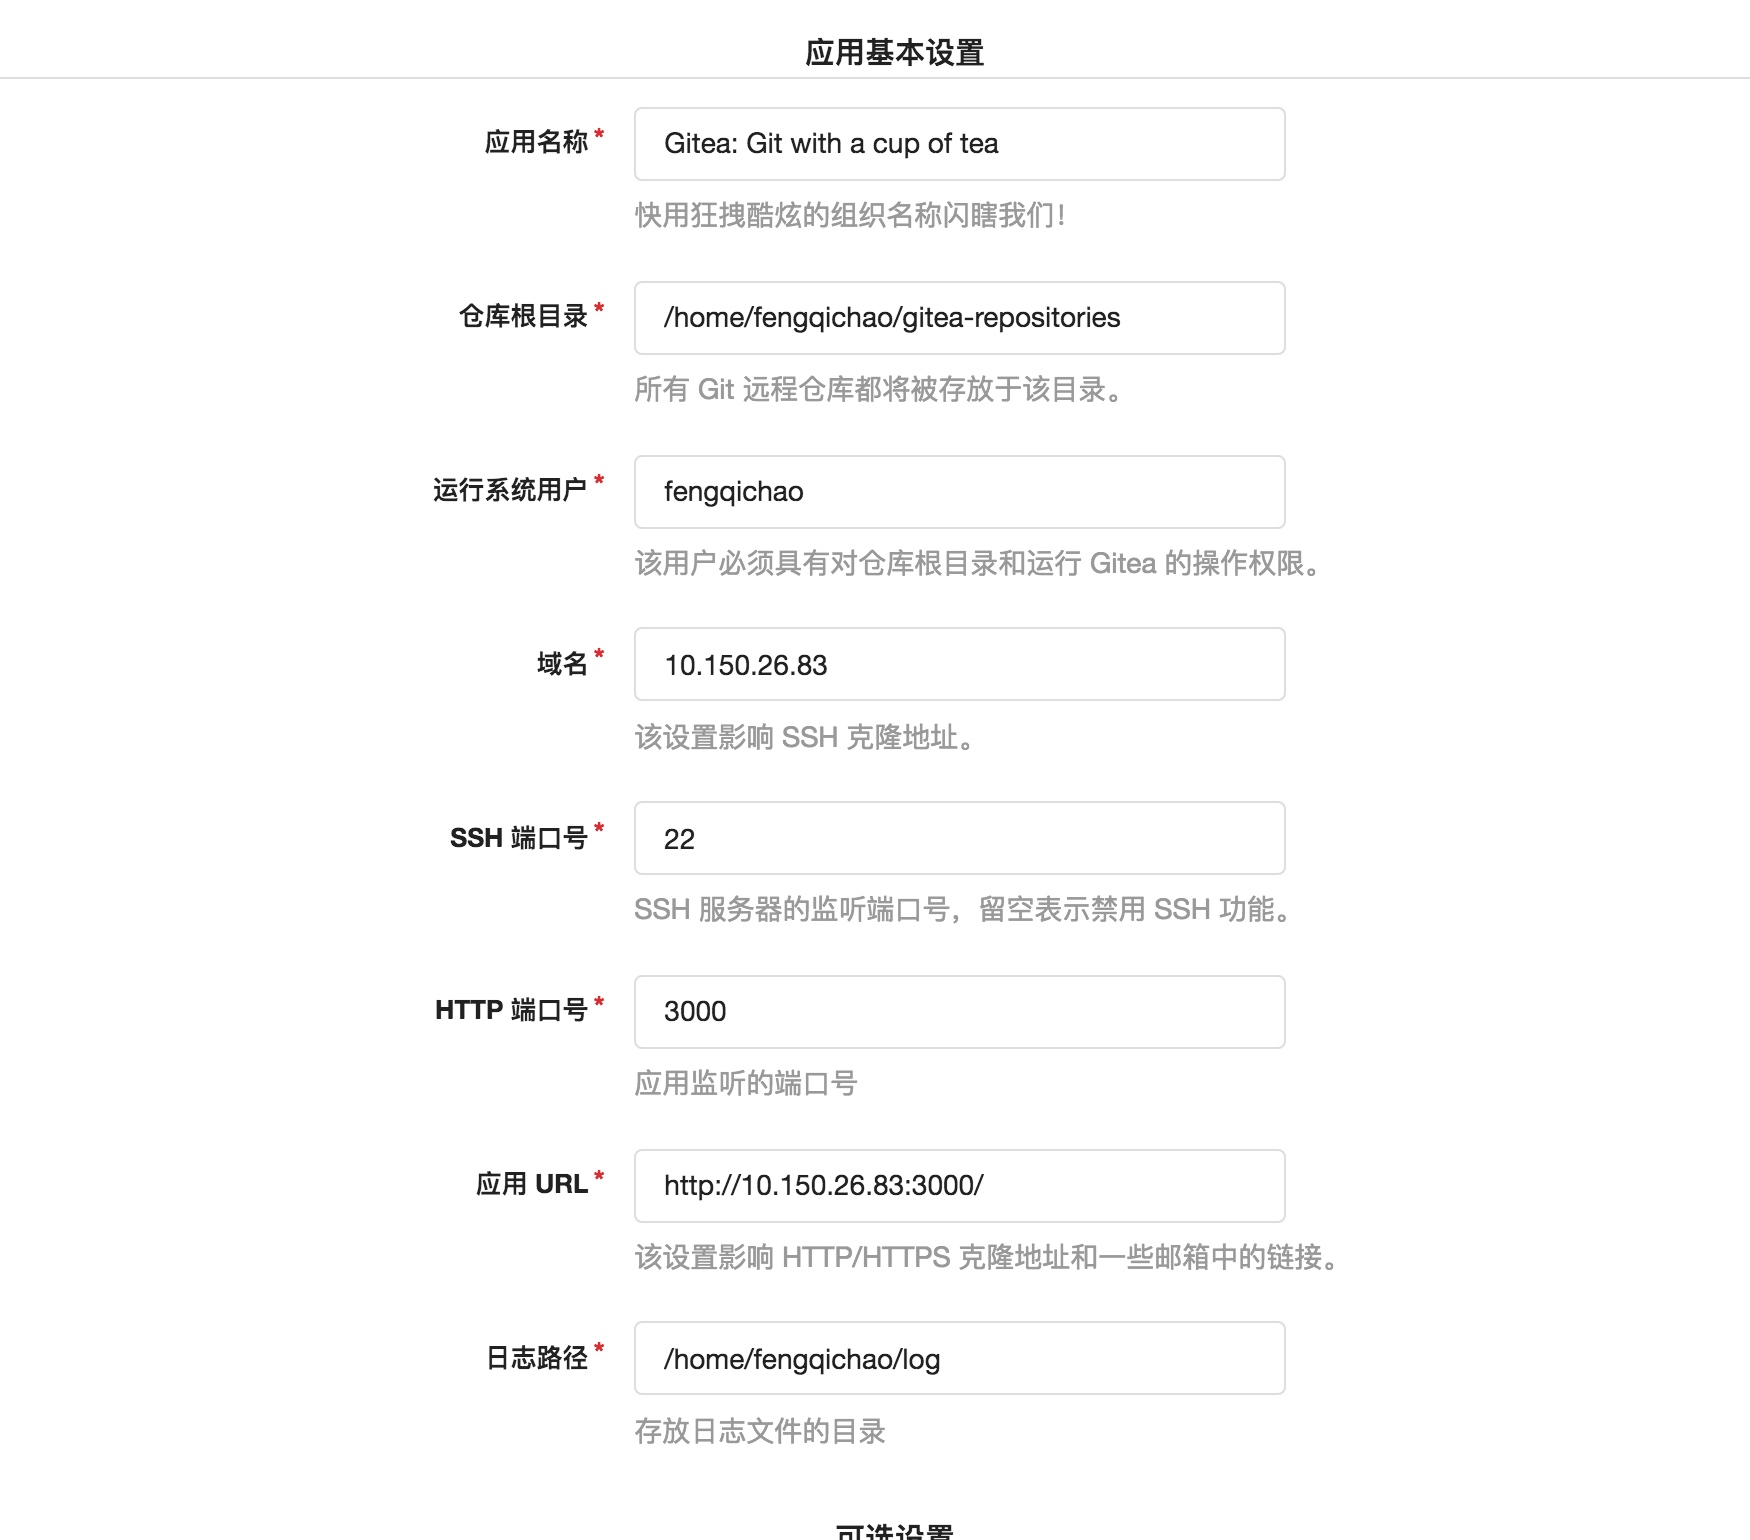 应用基本设置
应用名称*
Gitea: Git with a cup of tea
快用狂拽酷炫的组织名称闪瞎我们！
仓库根目录*
/home/fengqichao/gitea-repositories
所有 Git 远程仓库都将被存放于该目录。
运行系统用户*
fengqichao
该用户必须具有对仓库根目录和运行 Gitea 的操作权限。
域名*
10.150.26.83
该设置影响 SSH 克隆地址。
SSH 端口号*
22
SSH 服务器的监听端口号，留空表示禁用 SSH 功能。
HTTP 端口号*
3000
应用监听的端口号
应用 URL*
http://10.150.26.83:3000/
该设置影响 HTTP/HTTPS 克隆地址和一些邮箱中的链接。
日志路径*
/home/fengqichao/log
存放日志文件的目录
可选设置